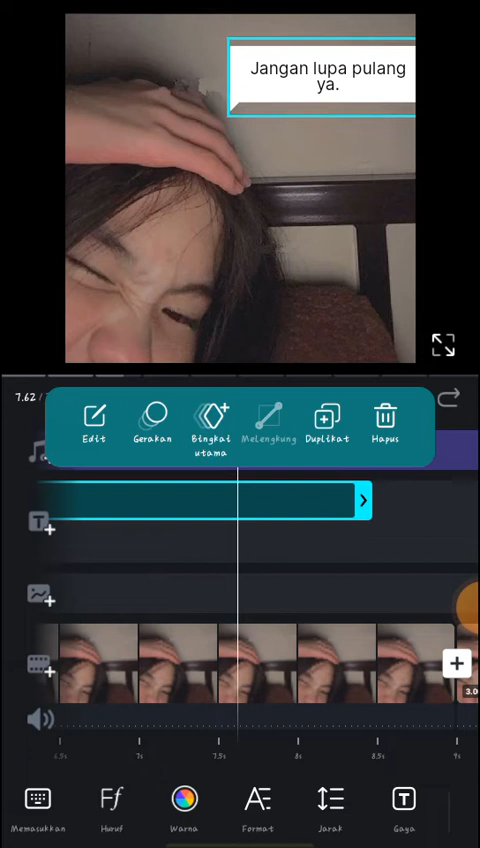 Jangan lupa pulang
ya.
7.62 /
Edit
Gerakan
Bingkai
utama
Melengkung
Duplikat
Hapus
3.0
6.5s
7s
7.5s
8s
8.5s
9s
Memasukkan
Huruf
Warna
Format
Jarak
Gaya